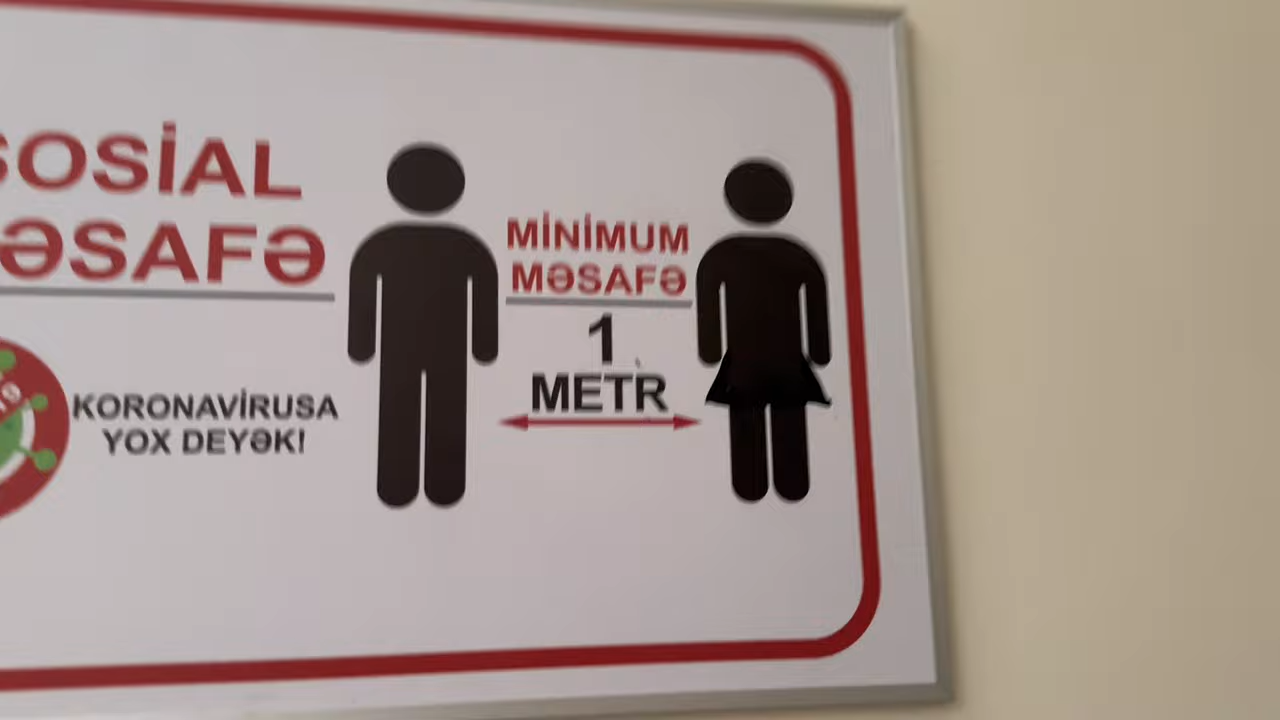 SOSİAL
MƏSAFƏ
KORONAVİRUSA
YOX DEYƏK!
MİNİMUM
MƏSAFƏ
1
METR